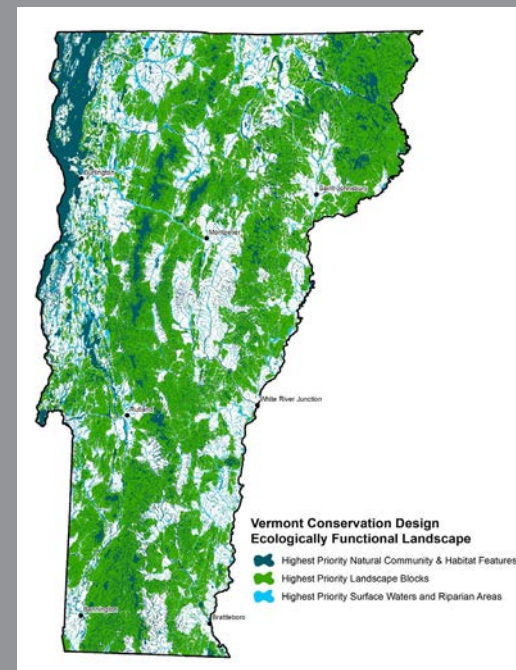 Burlington
Saint Johnsbury
Montpelier
White River Junction
Rutland
Vermont Conservation Design
Ecologically Functional Landscape
Highest Priority Natural Community & Habitat Features
Highest Priority Landscape Blocks
Highest Priority Surface Waters and Riparian Areas
Bennington
Brattleboro